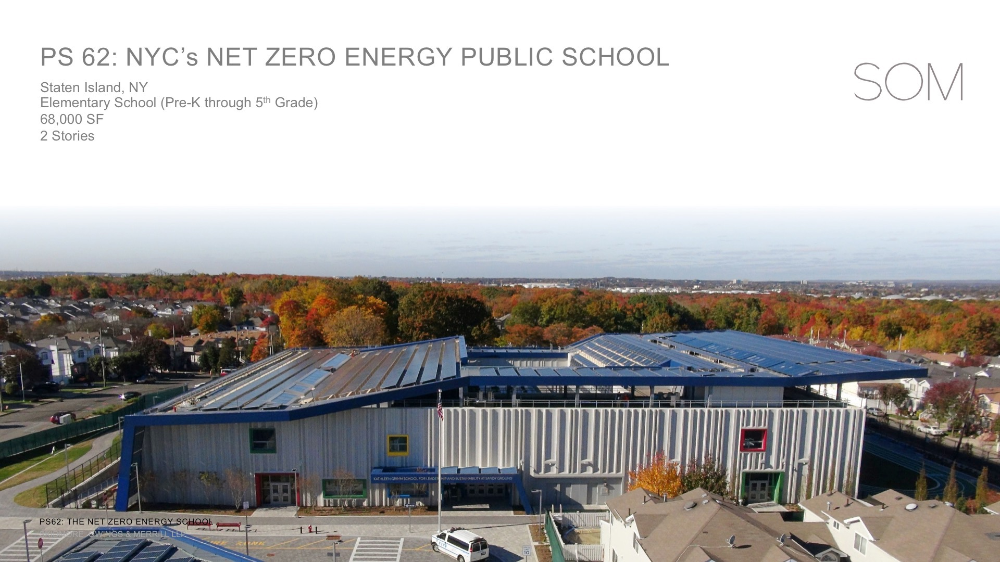 PS 62: NYC’s NET ZERO ENERGY PUBLIC SCHOOL
SOM
Staten Island, NY
Elementary School (Pre-K through 5th Grade)
68,000 SF
2 Stories
KATHLEEN GRIMM SCHOOL FOR LEADERSHIP AND SUSTAINABILITY AT SANDY GROUND
PS62: THE NET ZERO ENERGY SCHOOL
SKIDMORE, OWINGS & MERRILL LLP
ZONE
10